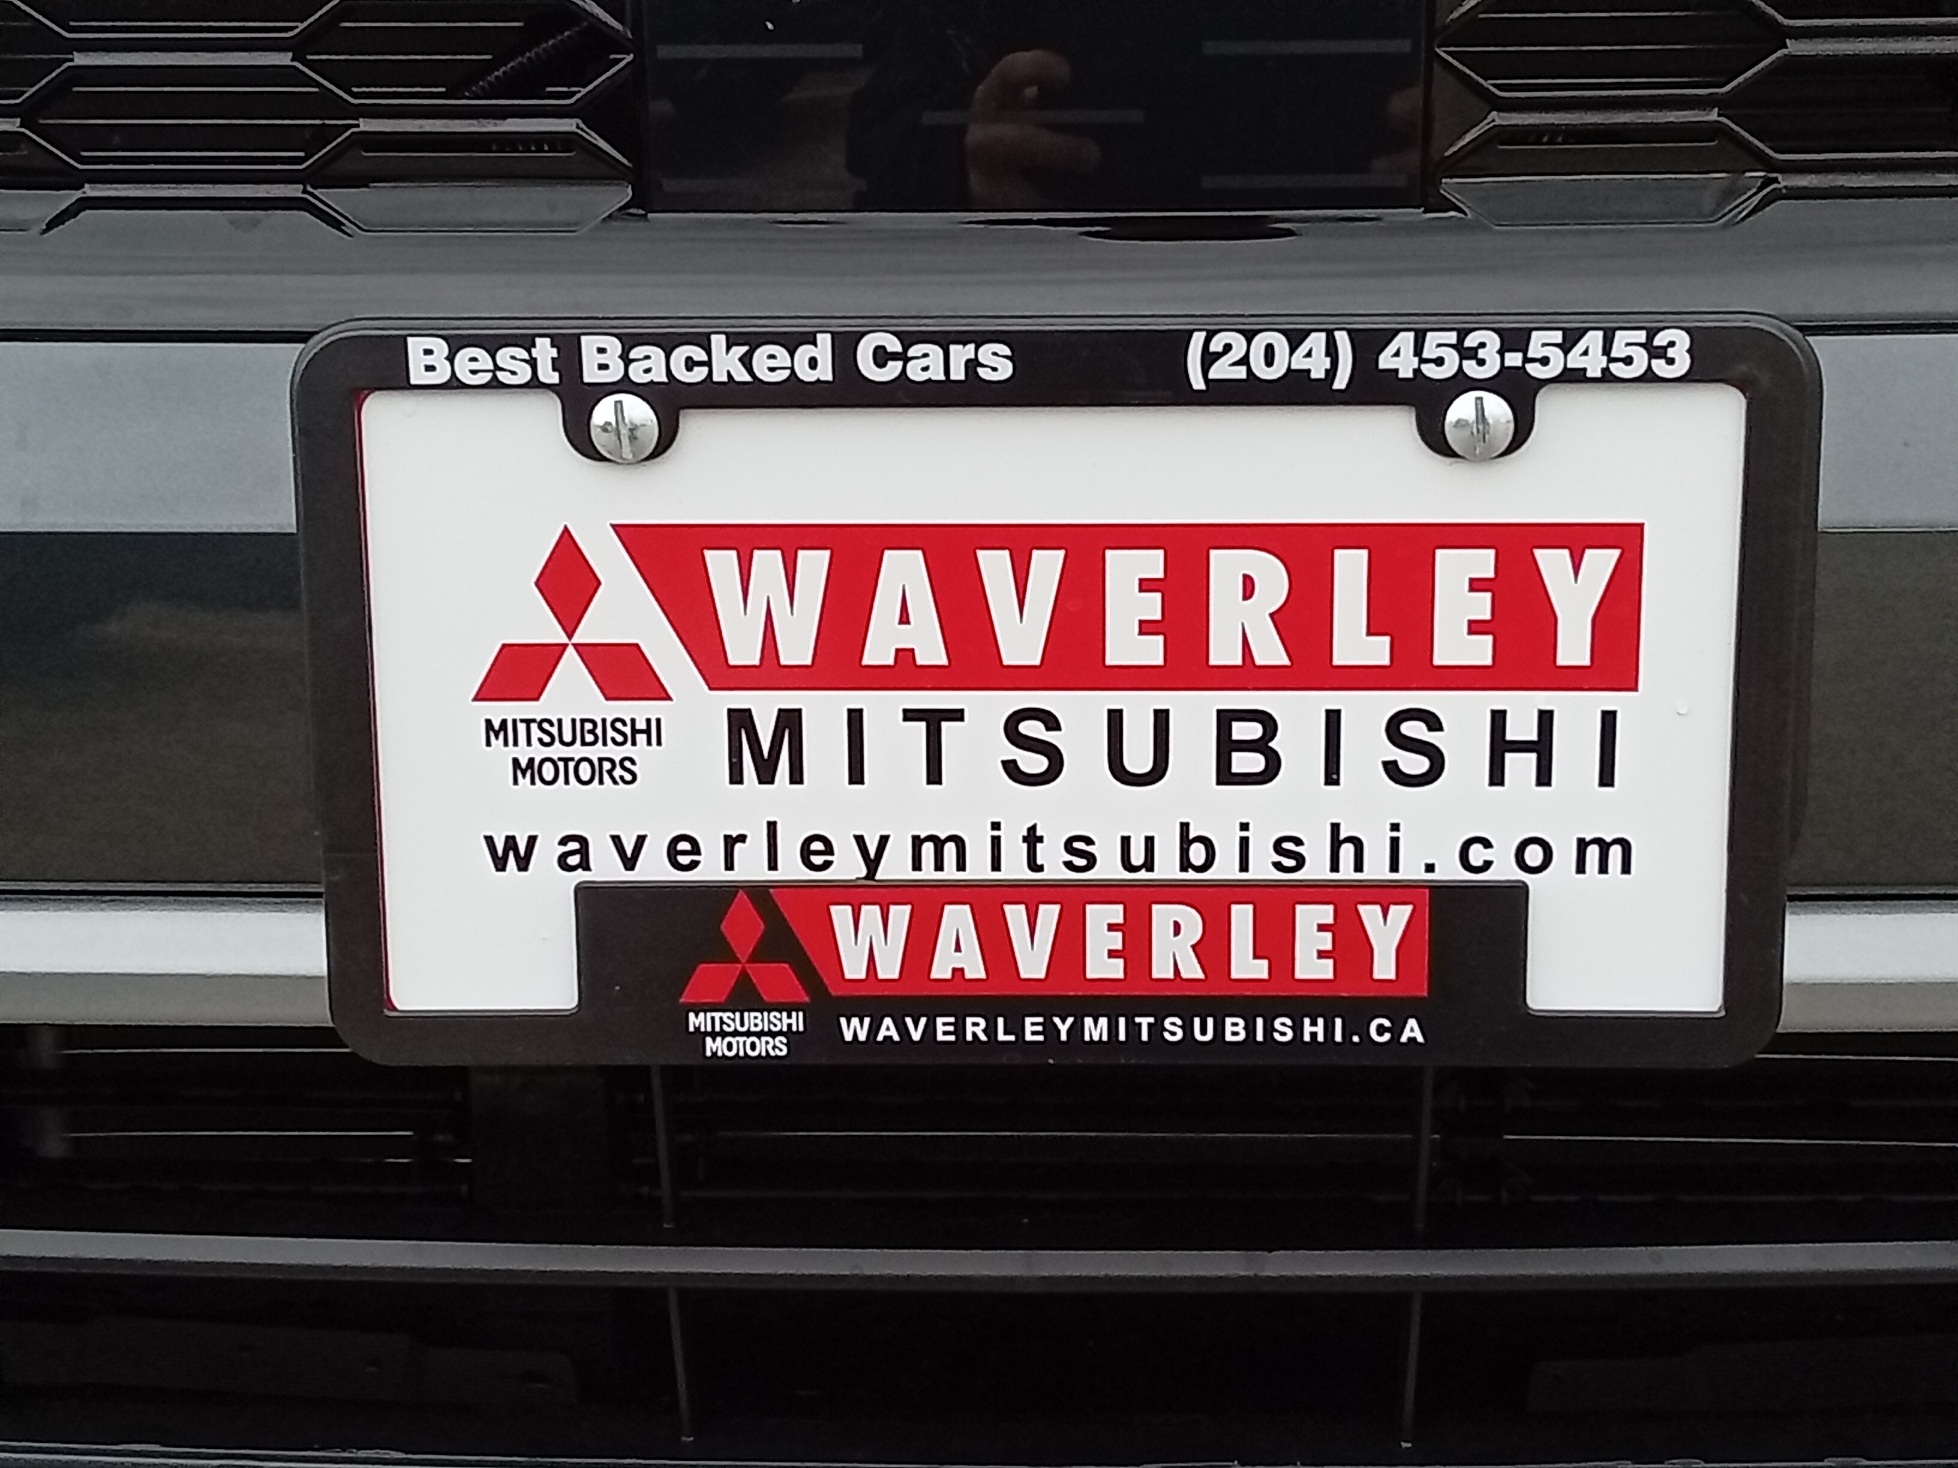 Best Backed Cars (204) 453-5453
WAVERLEY
MITSUBISHI
MITSUBISHI
MOTORS
waverleymitsubishi.com
WAVERLEY
MITSUBISHI
MOTORS
WAVERLEYMITSUBISHI.CA